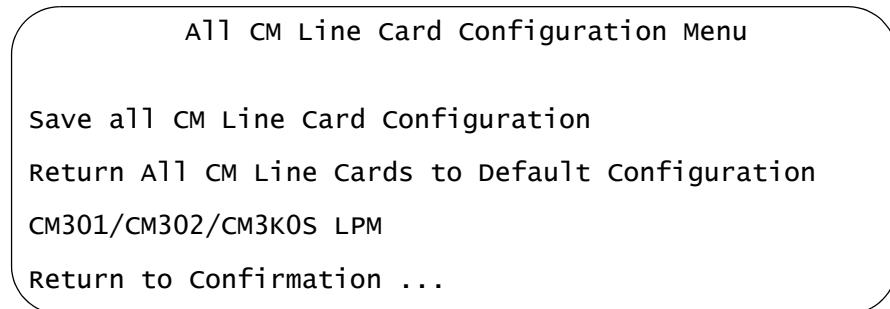 All CM Line Card Configuration Menu
Save all CM Line Card Configuration
Return All CM Line Cards to Default Configuration
CM301/CM302/CM3K0S LPM
Return to Confirmation ...